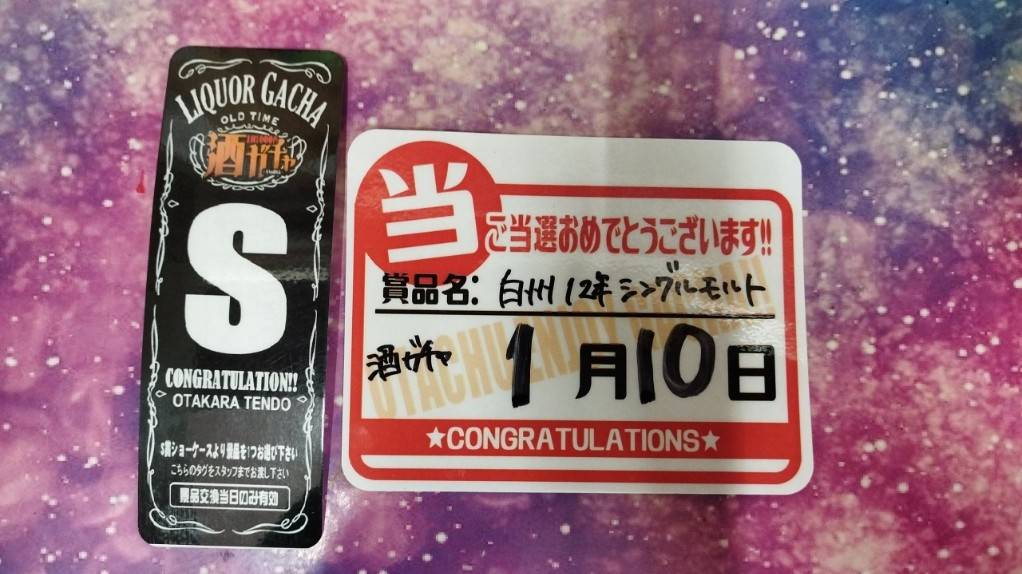 LIQUOR GACHA
OLD TIME
酒ガチャ
S
CONGRATULATION!!
OTAKARA TENDO
S賞ショーケースより景品を1つお選び下さい
こちらのタグをスタッフまでお渡し下さい
景品交換当日のみ有効
当
ご当選おめでとうございます!!
賞品名: 白州12年シングルモルト
酒ガチャ 1月10日
★CONGRATULATIONS★